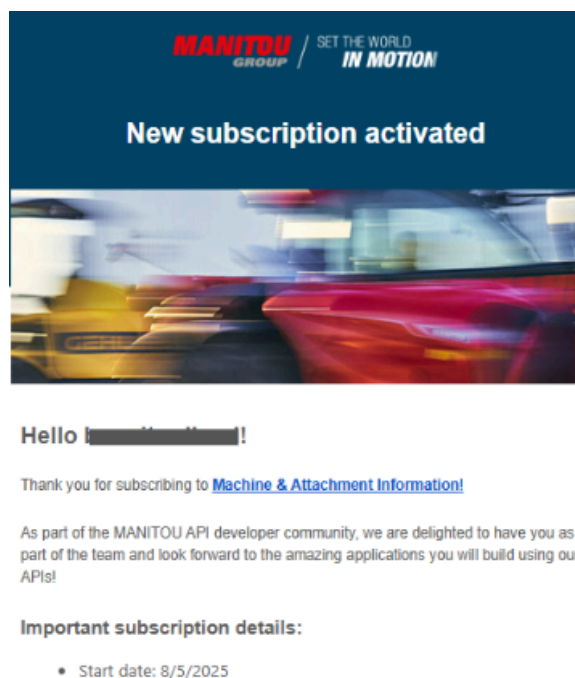 MANITOU
GROUP
SET THE WORLD
IN MOTION
New subscription activated
GEHL
Hello !
Thank you for subscribing to Machine & Attachment Information!
As part of the MANITOU API developer community, we are delighted to have you as
part of the team and look forward to the amazing applications you will build using
APIs!
Important subscription details:
• Start date: 8/5/2025